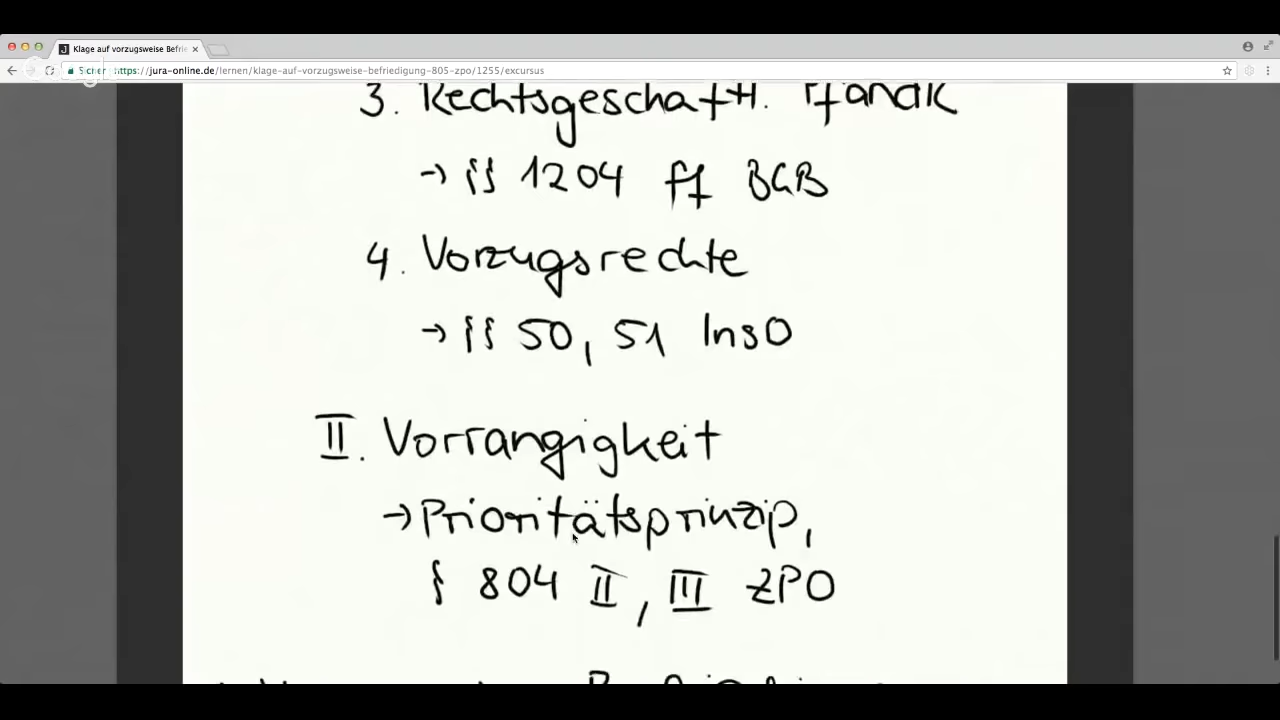 Klage auf vorzugsweise Befrie
Sicher https://jura-online.de/lernen/klage-auf-vorzugsweise-befriedigung-805-zpo/1255/excursus
3. Rechtsgeschäftl. PfandR
→ §§ 1204 ff BGB
4. Vorzugsrechte
→ §§ 50, 51 InsO
II. Vorrangigkeit
→ Prioritätsprinzip,
§ 804 II, III ZPO